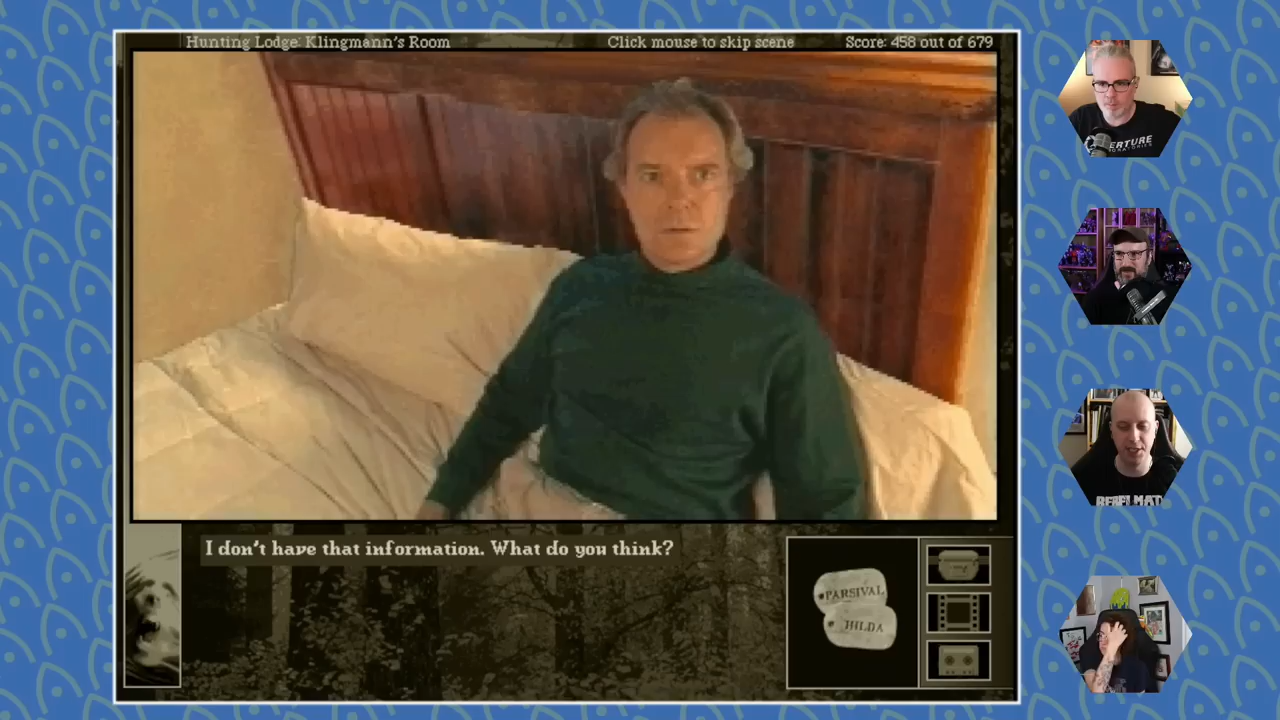 Hunting Lodge: Klingmann's Room
Click mouse to skip scene
Score: 458 out of 679
I don't have that information. What do you think?
PARSIVAL
HILDA